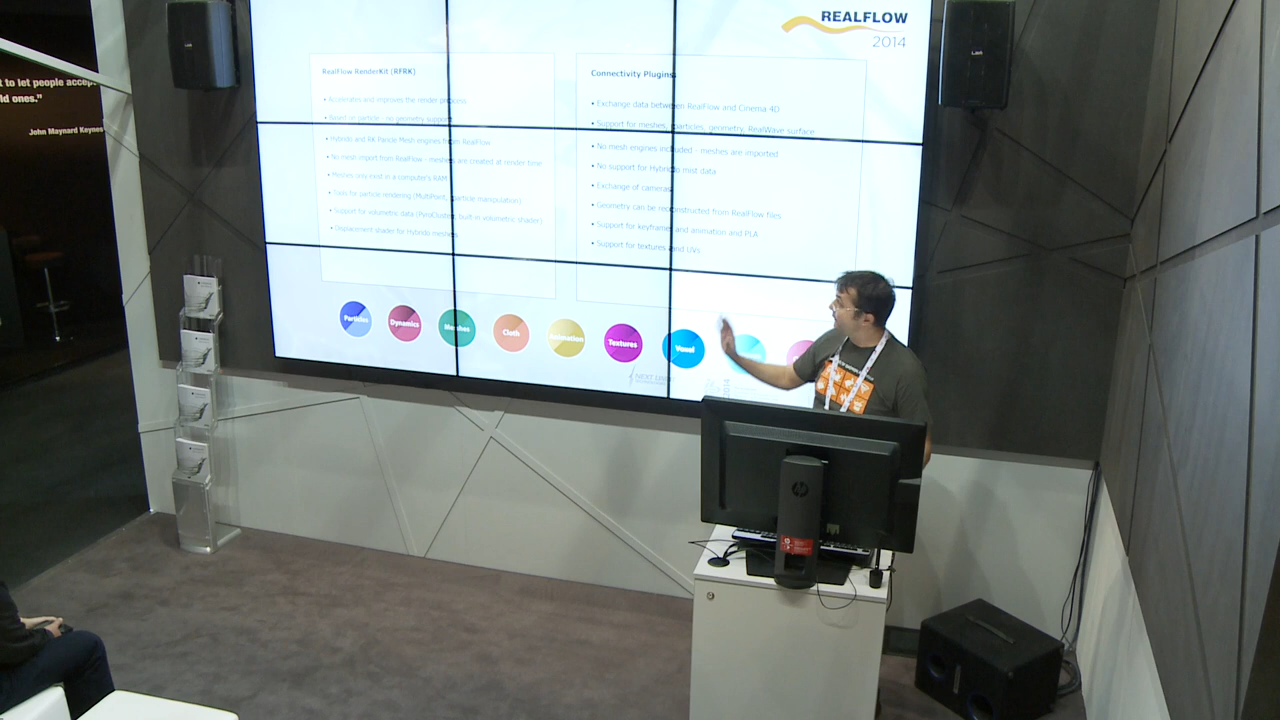 t to let people accep
ld ones."
John Maynard Keynes
REALFLOW
2014
RealFlow RenderKit (RFRK)
• Accelerates and improves the render process
• Based on particle - no geometry support
• Hybrido and RK Particle Mesh engines from RealFlow
• No mesh import from RealFlow - meshes are created at render time
• Meshes only exist in a computer's RAM
• Tools for particle rendering (MultiPoint, particle manipulation)
• Support for volumetric data (PyroCluster, built in volumetric shader)
• Displacement shader for Hybrido meshes
Connectivity Plugins
• Exchange data between RealFlow and Cinema 4D
• Support for meshes, particles, geometry, RealWave surface
• No mesh engines included - meshes are imported
• No support for Hybrido mist data
• Exchange of cameras
• Geometry can be reconstructed from RealFlow files
• Support for keyframe and animation and PLA
• Support for textures and UVs
Particles
Dynamics
Meshes
Cloth
Animation
Textures
Voxel
NEXT LIMIT
hp